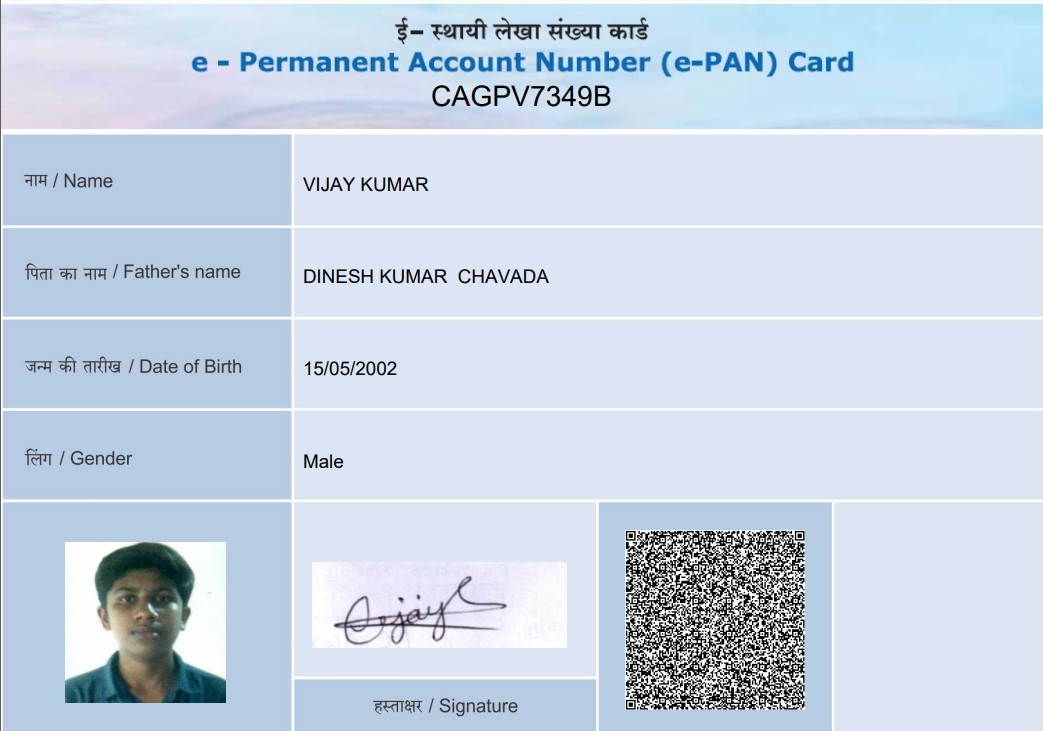 ई– स्थायी लेखा संख्या कार्ड
e - Permanent Account Number (e-PAN) Card
CAGPV7349B
नाम / Name
VIJAY KUMAR
पिता का नाम / Father's name
DINESH KUMAR  CHAVADA
जन्म की तारीख / Date of Birth
15/05/2002
लिंग / Gender
Male
हस्ताक्षर / Signature